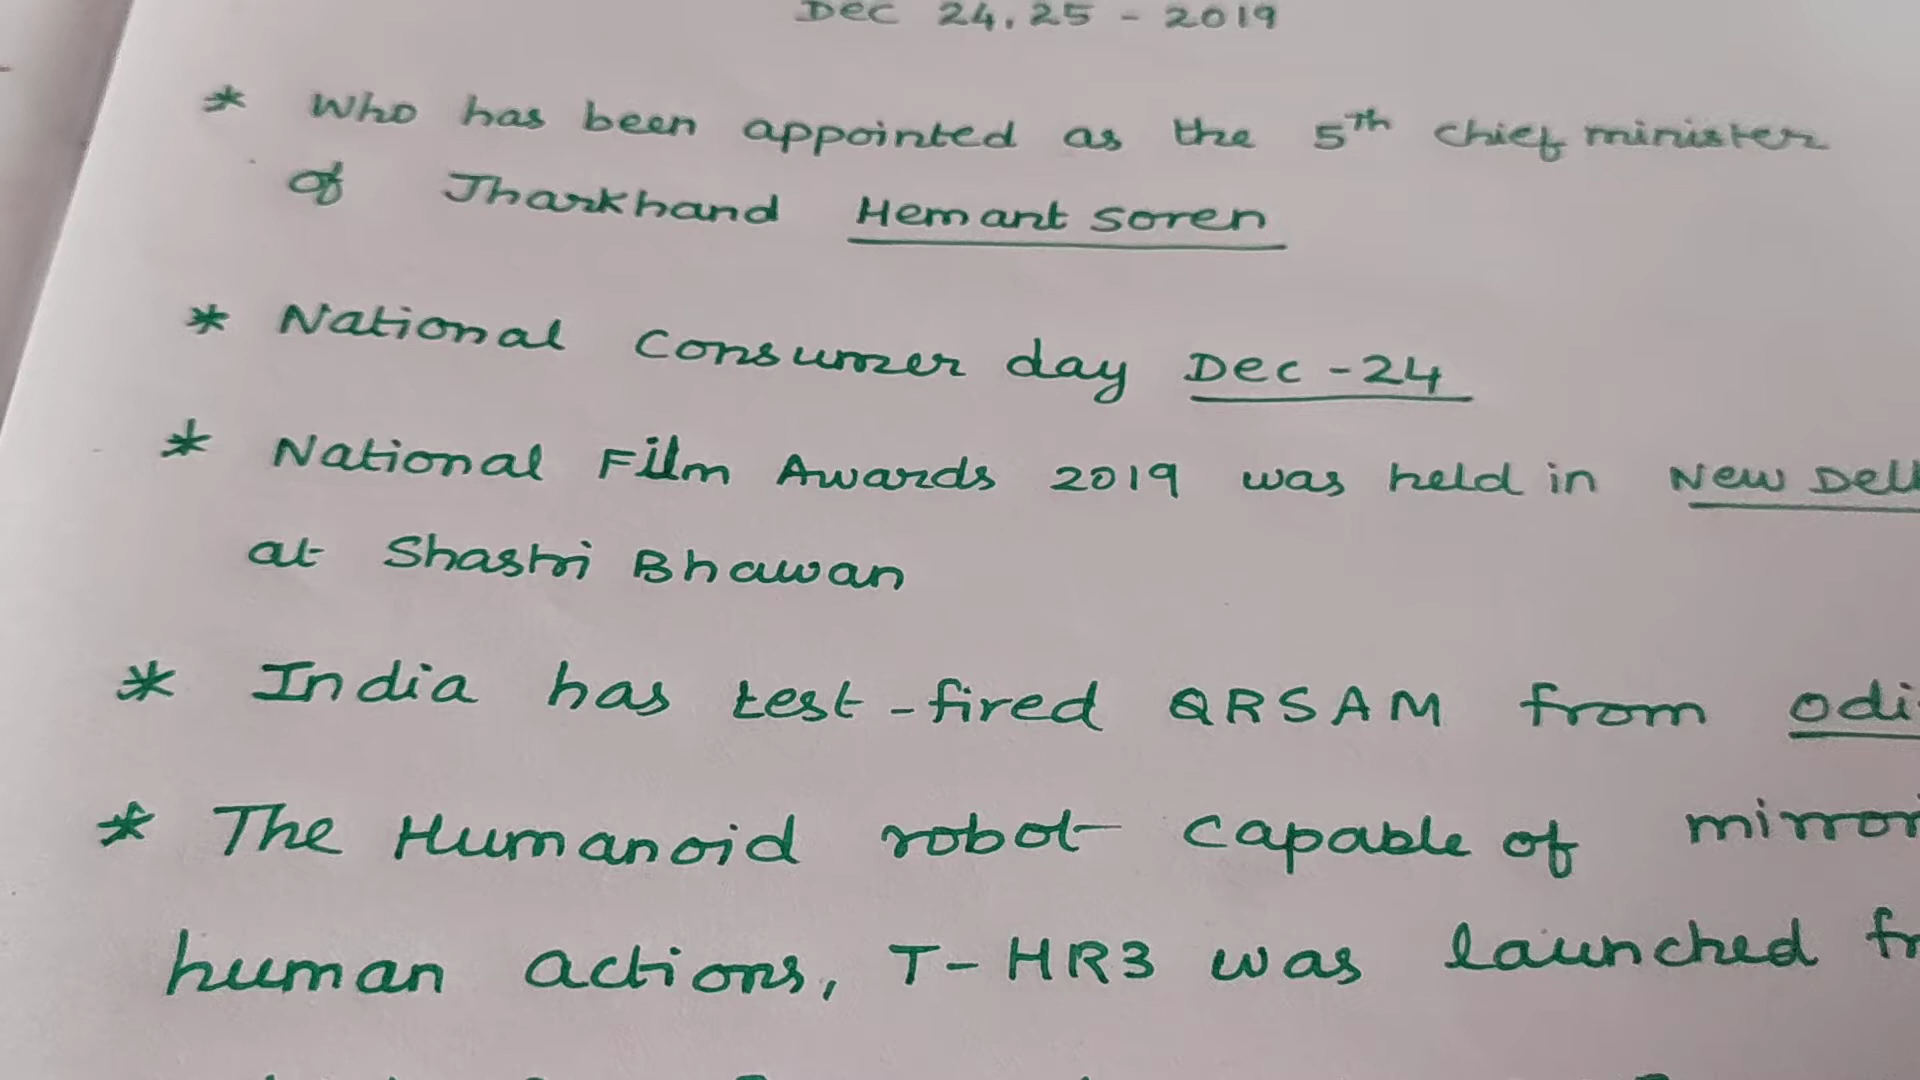 Dec 24, 25 - 2019
* Who has been appointed as the 5th chief minister
of Jharkhand Hemant Soren
* National Consumer day Dec - 24
* National Film Awards 2019 was held in New
at Shastri Bhawan
* India has test-fired QRSAM from
* The Humanoid robot capable of
human actions, T-HR3 was launched